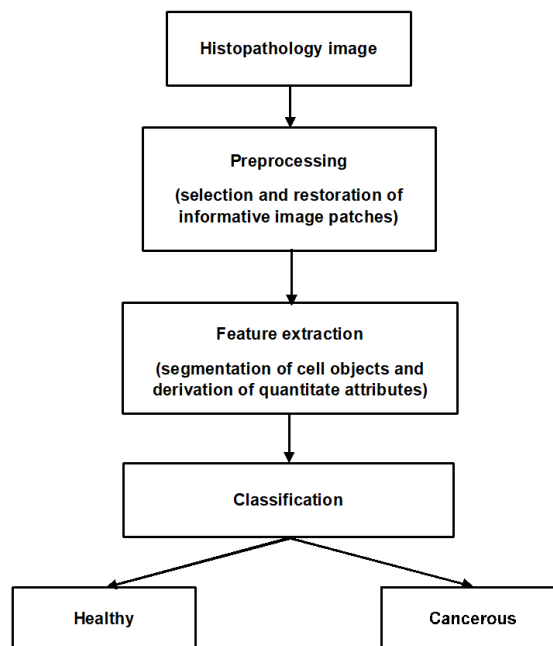 Histopathology image
Preprocessing
(selection and restoration of
informative image patches)
Feature extraction
(segmentation of cell objects and
derivation of quantitate attributes)
Classification
Healthy
Cancerous